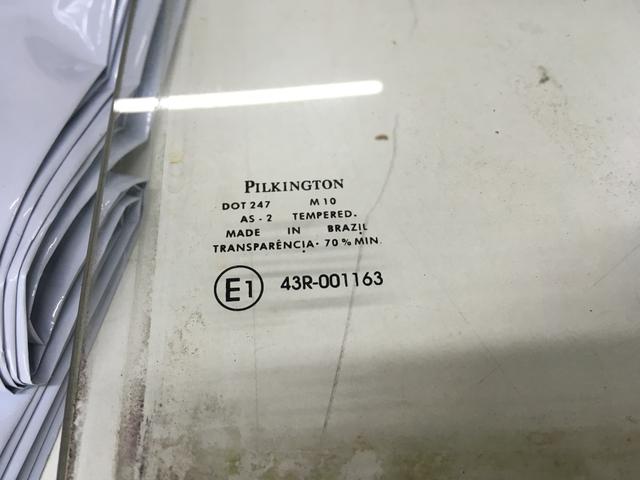 PILKINGTON
DOT 247 M 10
AS - 2 TEMPERED.
MADE IN BRAZIL
TRANSPARÊNCIA · 70 % MIN.
E1 43R-001163